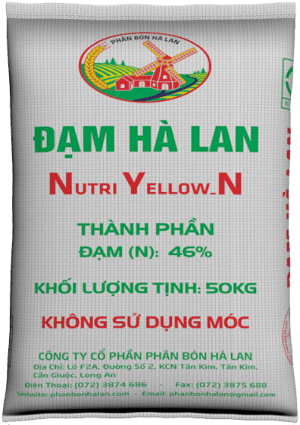 PHÂN BÓN HÀ LAN
ĐẠM HÀ LAN
NUTRI YELLOW_N
THÀNH PHẦN
ĐẠM (N): 46%
KHỐI LƯỢNG TỊNH: 50KG
KHÔNG SỬ DỤNG MÓC
CÔNG TY CỔ PHẦN PHÂN BÓN HÀ LAN
Địa Chỉ: Lô F2A, Đường Số 2, KCN Tân Kim, Tân Kim,
Cần Giuộc, Long An
Điện Thoại: (072) 3874 686 - Fax: (072) 3875 688
Website: phanbonhalan.com - Email: phanbonhalan@gmail.com